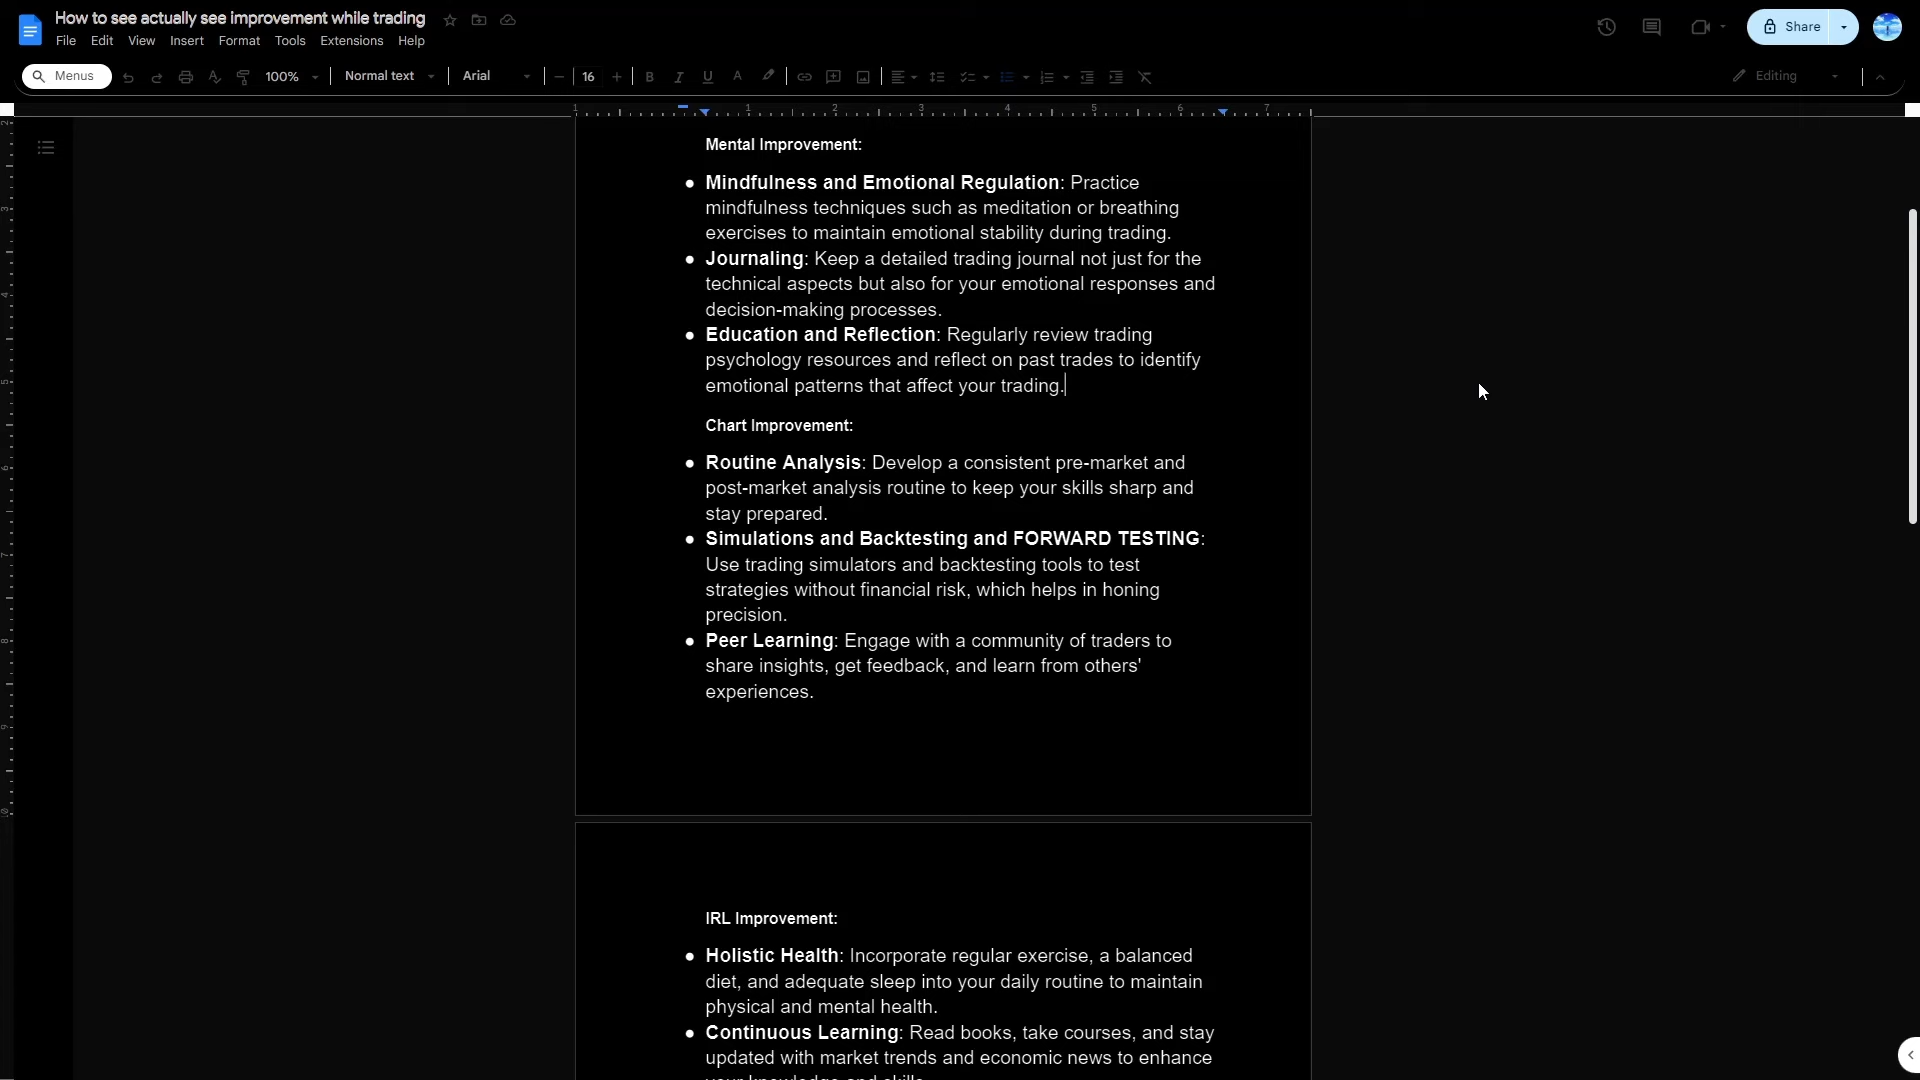 How to see actually see improvement while trading
File Edit View Insert Format Tools Extensions Help
Share
Menus 100% Normal text Arial 16 Editing
1 1 2 3 4 5 6 7
Mental Improvement:
● Mindfulness and Emotional Regulation: Practice
mindfulness techniques such as meditation or breathing
exercises to maintain emotional stability during trading.
● Journaling: Keep a detailed trading journal not just for the
technical aspects but also for your emotional responses and
decision-making processes.
● Education and Reflection: Regularly review trading
psychology resources and reflect on past trades to identify
emotional patterns that affect your trading.
Chart Improvement:
● Routine Analysis: Develop a consistent pre-market and
post-market analysis routine to keep your skills sharp and
stay prepared.
● Simulations and Backtesting and FORWARD TESTING:
Use trading simulators and backtesting tools to test
strategies without financial risk, which helps in honing
precision.
● Peer Learning: Engage with a community of traders to
share insights, get feedback, and learn from others'
experiences.
IRL Improvement:
● Holistic Health: Incorporate regular exercise, a balanced
diet, and adequate sleep into your daily routine to maintain
physical and mental health.
● Continuous Learning: Read books, take courses, and stay
updated with market trends and economic news to enhance